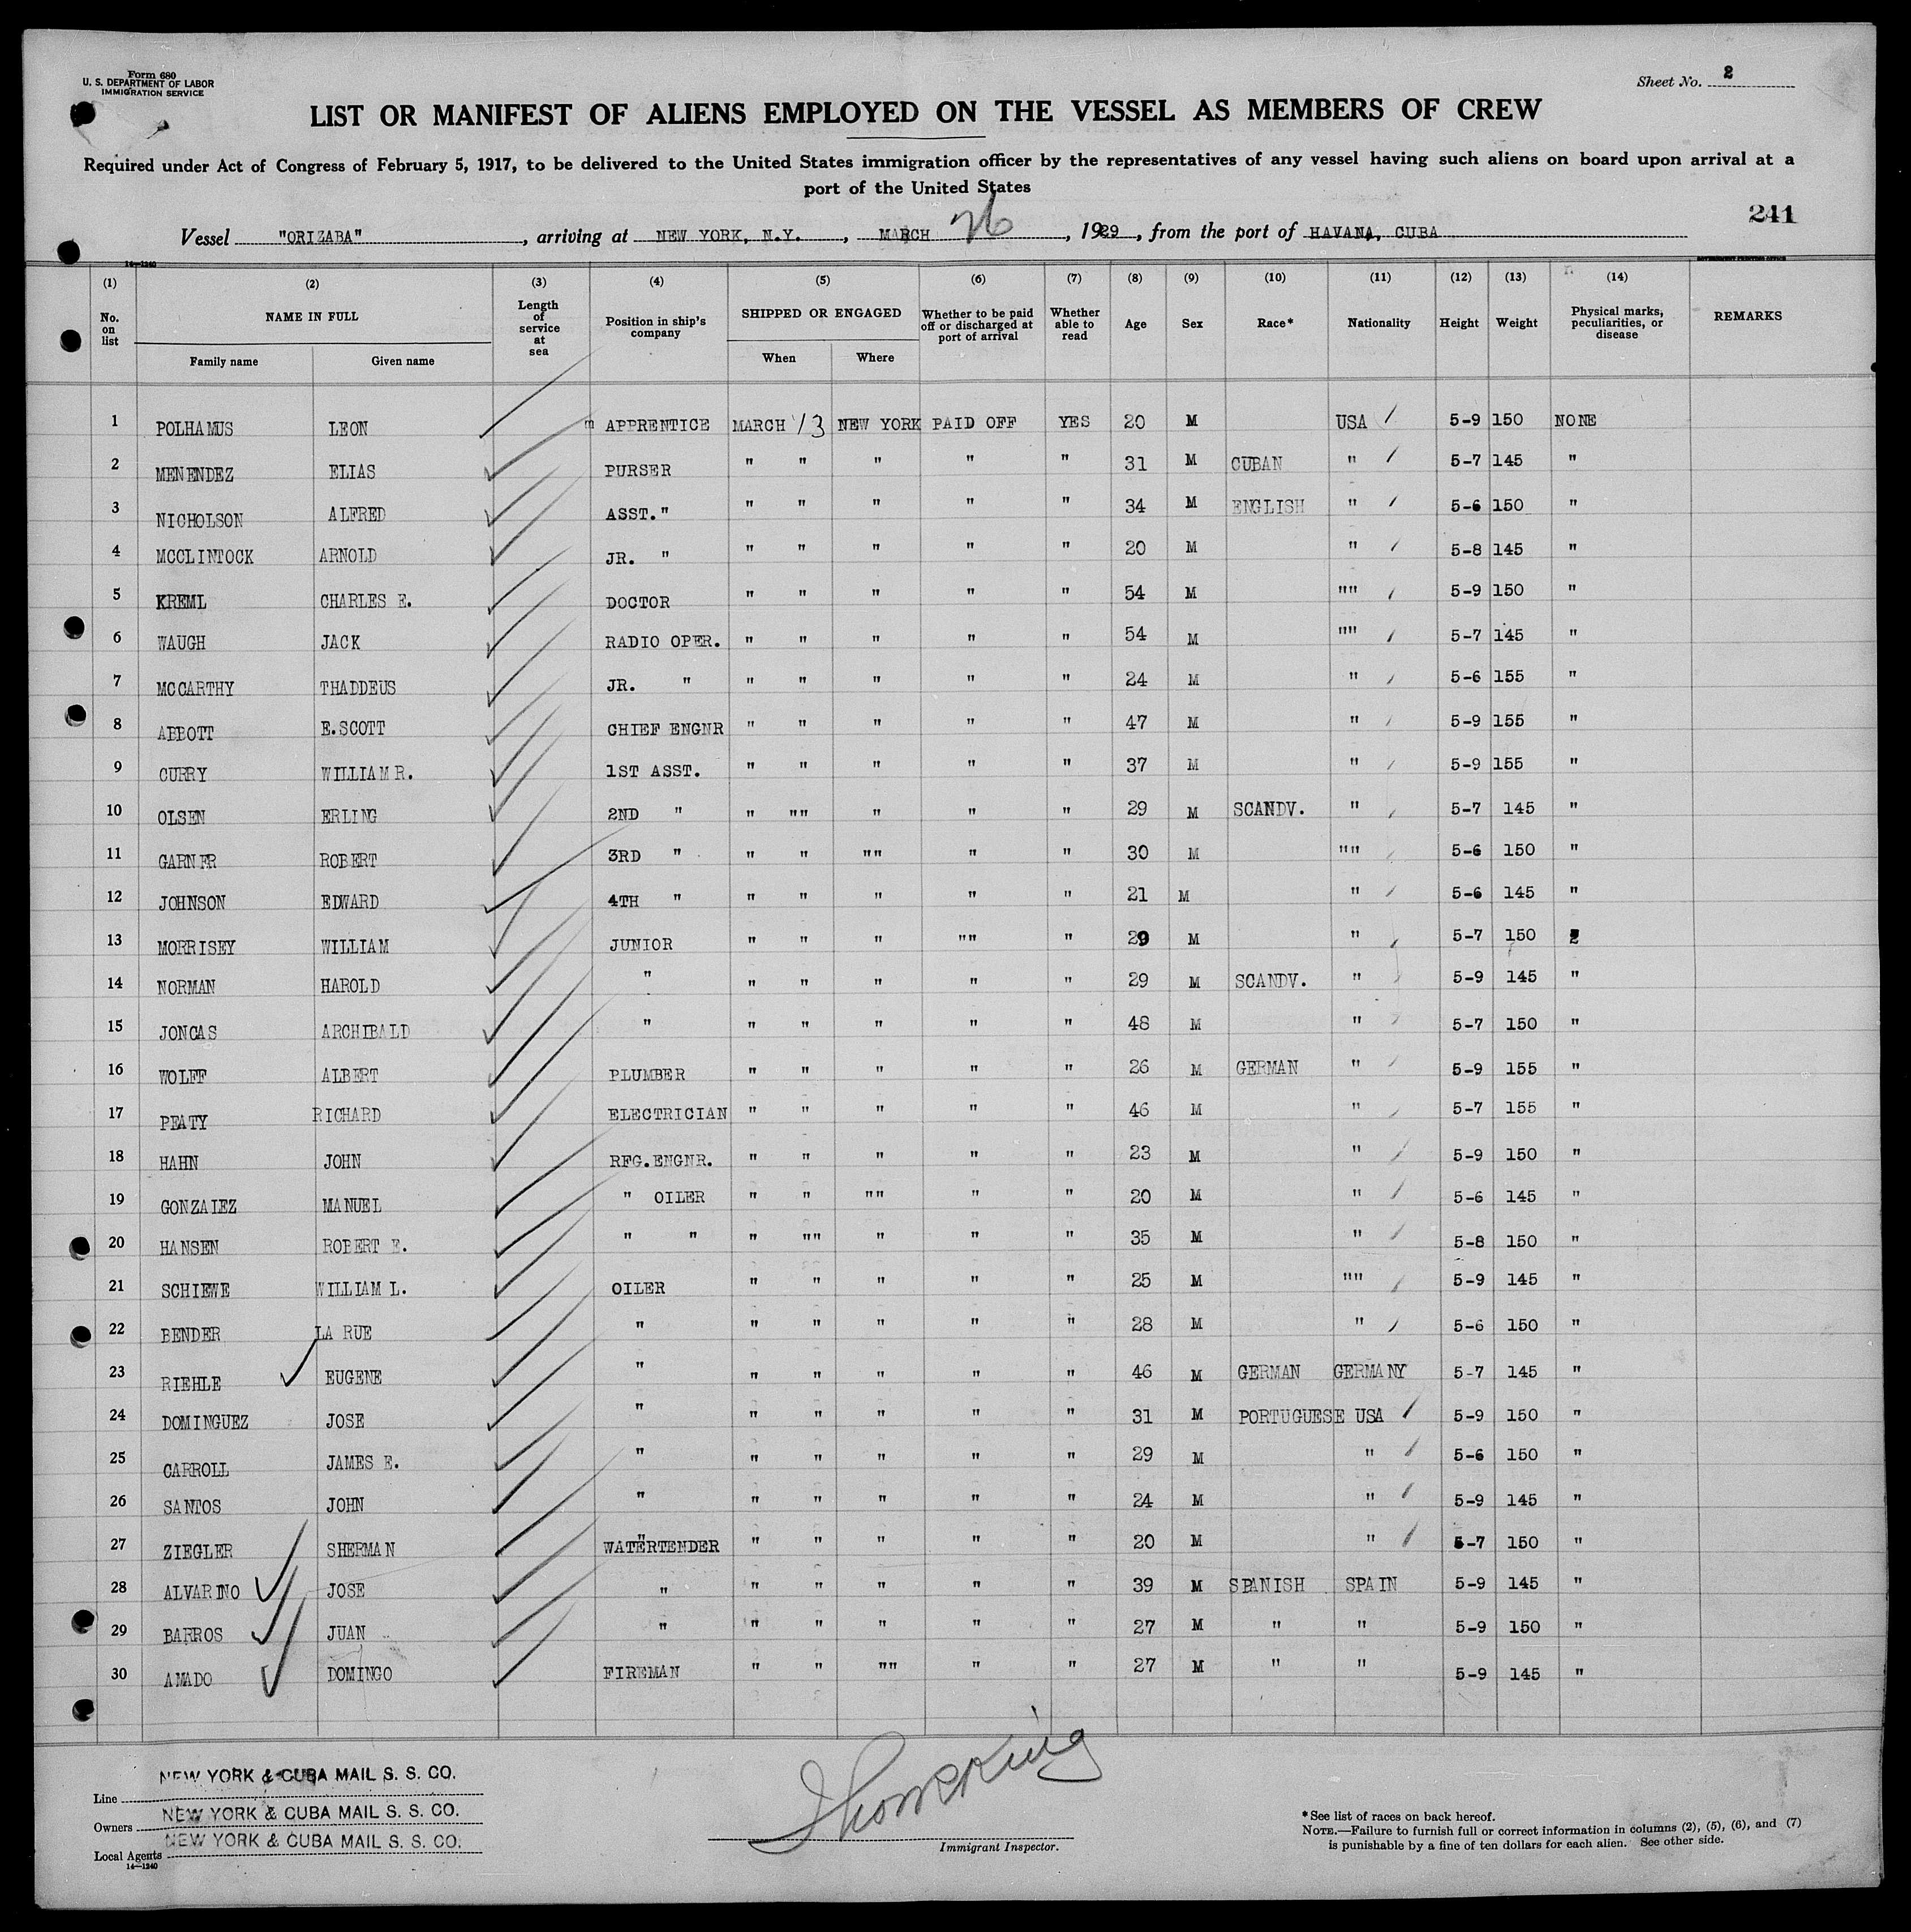 Form 680
U. S. DEPARTMENT OF LABOR
IMMIGRATION SERVICE
Sheet No. 2
LIST OR MANIFEST OF ALIENS EMPLOYED ON THE VESSEL AS MEMBERS OF CREW
Required under Act of Congress of February 5, 1917, to be delivered to the United States immigration officer by the representatives of any vessel having such aliens on board upon arrival at a
port of the United States
241
Vessel "ORIZABA", arriving at NEW YORK, N.Y., MARCH 26, 1929, from the port of HAVANA, CUBA
14—1240
(1) (2) (3) (4) (5) (6) (7) (8) (9) (10) (11) (12) (13) (14)
No. on list NAME IN FULL Family name Given name Length of service at sea Position in ship's company SHIPPED OR ENGAGED When Where Whether to be paid off or discharged at port of arrival Whether able to read Age Sex Race* Nationality Height Weight Physical marks, peculiarities, or disease REMARKS
1 POLHAMUS LEON APPRENTICE MARCH 13 NEW YORK PAID OFF YES 20 M USA 5-9 150 NONE
2 MENENDEZ ELIAS PURSER " " " " " 31 M CUBAN " 5-7 145 "
3 NICHOLSON ALFRED ASST." " " " " " 34 M ENGLISH " 5-6 150 "
4 MCCLINTOCK ARNOLD JR. " " " " " " 20 M " 5-8 145 "
5 KREML CHARLES E. DOCTOR " " " " " 54 M "" 5-9 150 "
6 WAUGH JACK RADIO OPER. " " " " " 54 M "" 5-7 145 "
7 MCCARTHY THADDEUS JR. " " " " " " 24 M " 5-6 155 "
8 ABBOTT E.SCOTT CHIEF ENGNR " " " " " 47 M " 5-9 155 "
9 CURRY WILLIAM R. 1ST ASST. " " " " " 37 M " 5-9 155 "
10 OLSEN ERLING 2ND " " "" " " " 29 M SCANDV. " 5-7 145 "
11 GARNER ROBERT 3RD " " " "" " " 30 M "" 5-6 150 "
12 JOHNSON EDWARD 4TH " " " " " " 21 M " 5-6 145 "
13 MORRISEY WILLIAM JUNIOR " " " "" " 29 M " 5-7 150
14 NORMAN HAROLD " " " " " " 29 M SCANDV. " 5-9 145 "
15 JONCAS ARCHIBALD " " " " " " 48 M " 5-7 150 "
16 WOLFF ALBERT PLUMBER " " " " " 26 M GERMAN " 5-9 155 "
17 PEATY RICHARD ELECTRICIAN " " " " " 46 M " 5-7 155 "
18 HAHN JOHN RFG.ENGNR. " " " " " 23 M " 5-9 150 "
19 GONZALEZ MANUEL " OILER " " "" " " 20 M " 5-6 145 "
20 HANSEN ROBERT E. " " " "" " " " 35 M " 5-8 150 "
21 SCHIEWE WILLIAM L. OILER " " " " " 25 M "" 5-9 145 "
22 BENDER LA RUE " " " " " " 28 M " 5-6 150 "
23 RIEHLE EUGENE " " " " " " 46 M GERMAN GERMANY 5-7 145 "
24 DOMINGUEZ JOSE " " " " " " 31 M PORTUGUESE USA 5-9 150 "
25 CARROLL JAMES E. " " " " " " 29 M " 5-6 150 "
26 SANTOS JOHN " " " " " " 24 M " 5-9 145 "
27 ZIEGLER SHERMAN WATERTENDER " " " " " 20 M " 5-7 150 "
28 ALVARINO JOSE " " " " " " 39 M SPANISH SPAIN 5-9 145 "
29 BARROS JUAN " " " " " " 27 M " " 5-9 150 "
30 AMADO DOMINGO FIREMAN " " "" " " 27 M " " 5-9 145 "
Line NEW YORK & CUBA MAIL S. S. CO.
Owners NEW YORK & CUBA MAIL S. S. CO.
Local Agents NEW YORK & CUBA MAIL S. S. CO.
14—1240
Immigrant Inspector.
*See list of races on back hereof.
NOTE.—Failure to furnish full or correct information in columns (2), (5), (6), and (7)
is punishable by a fine of ten dollars for each alien. See other side.